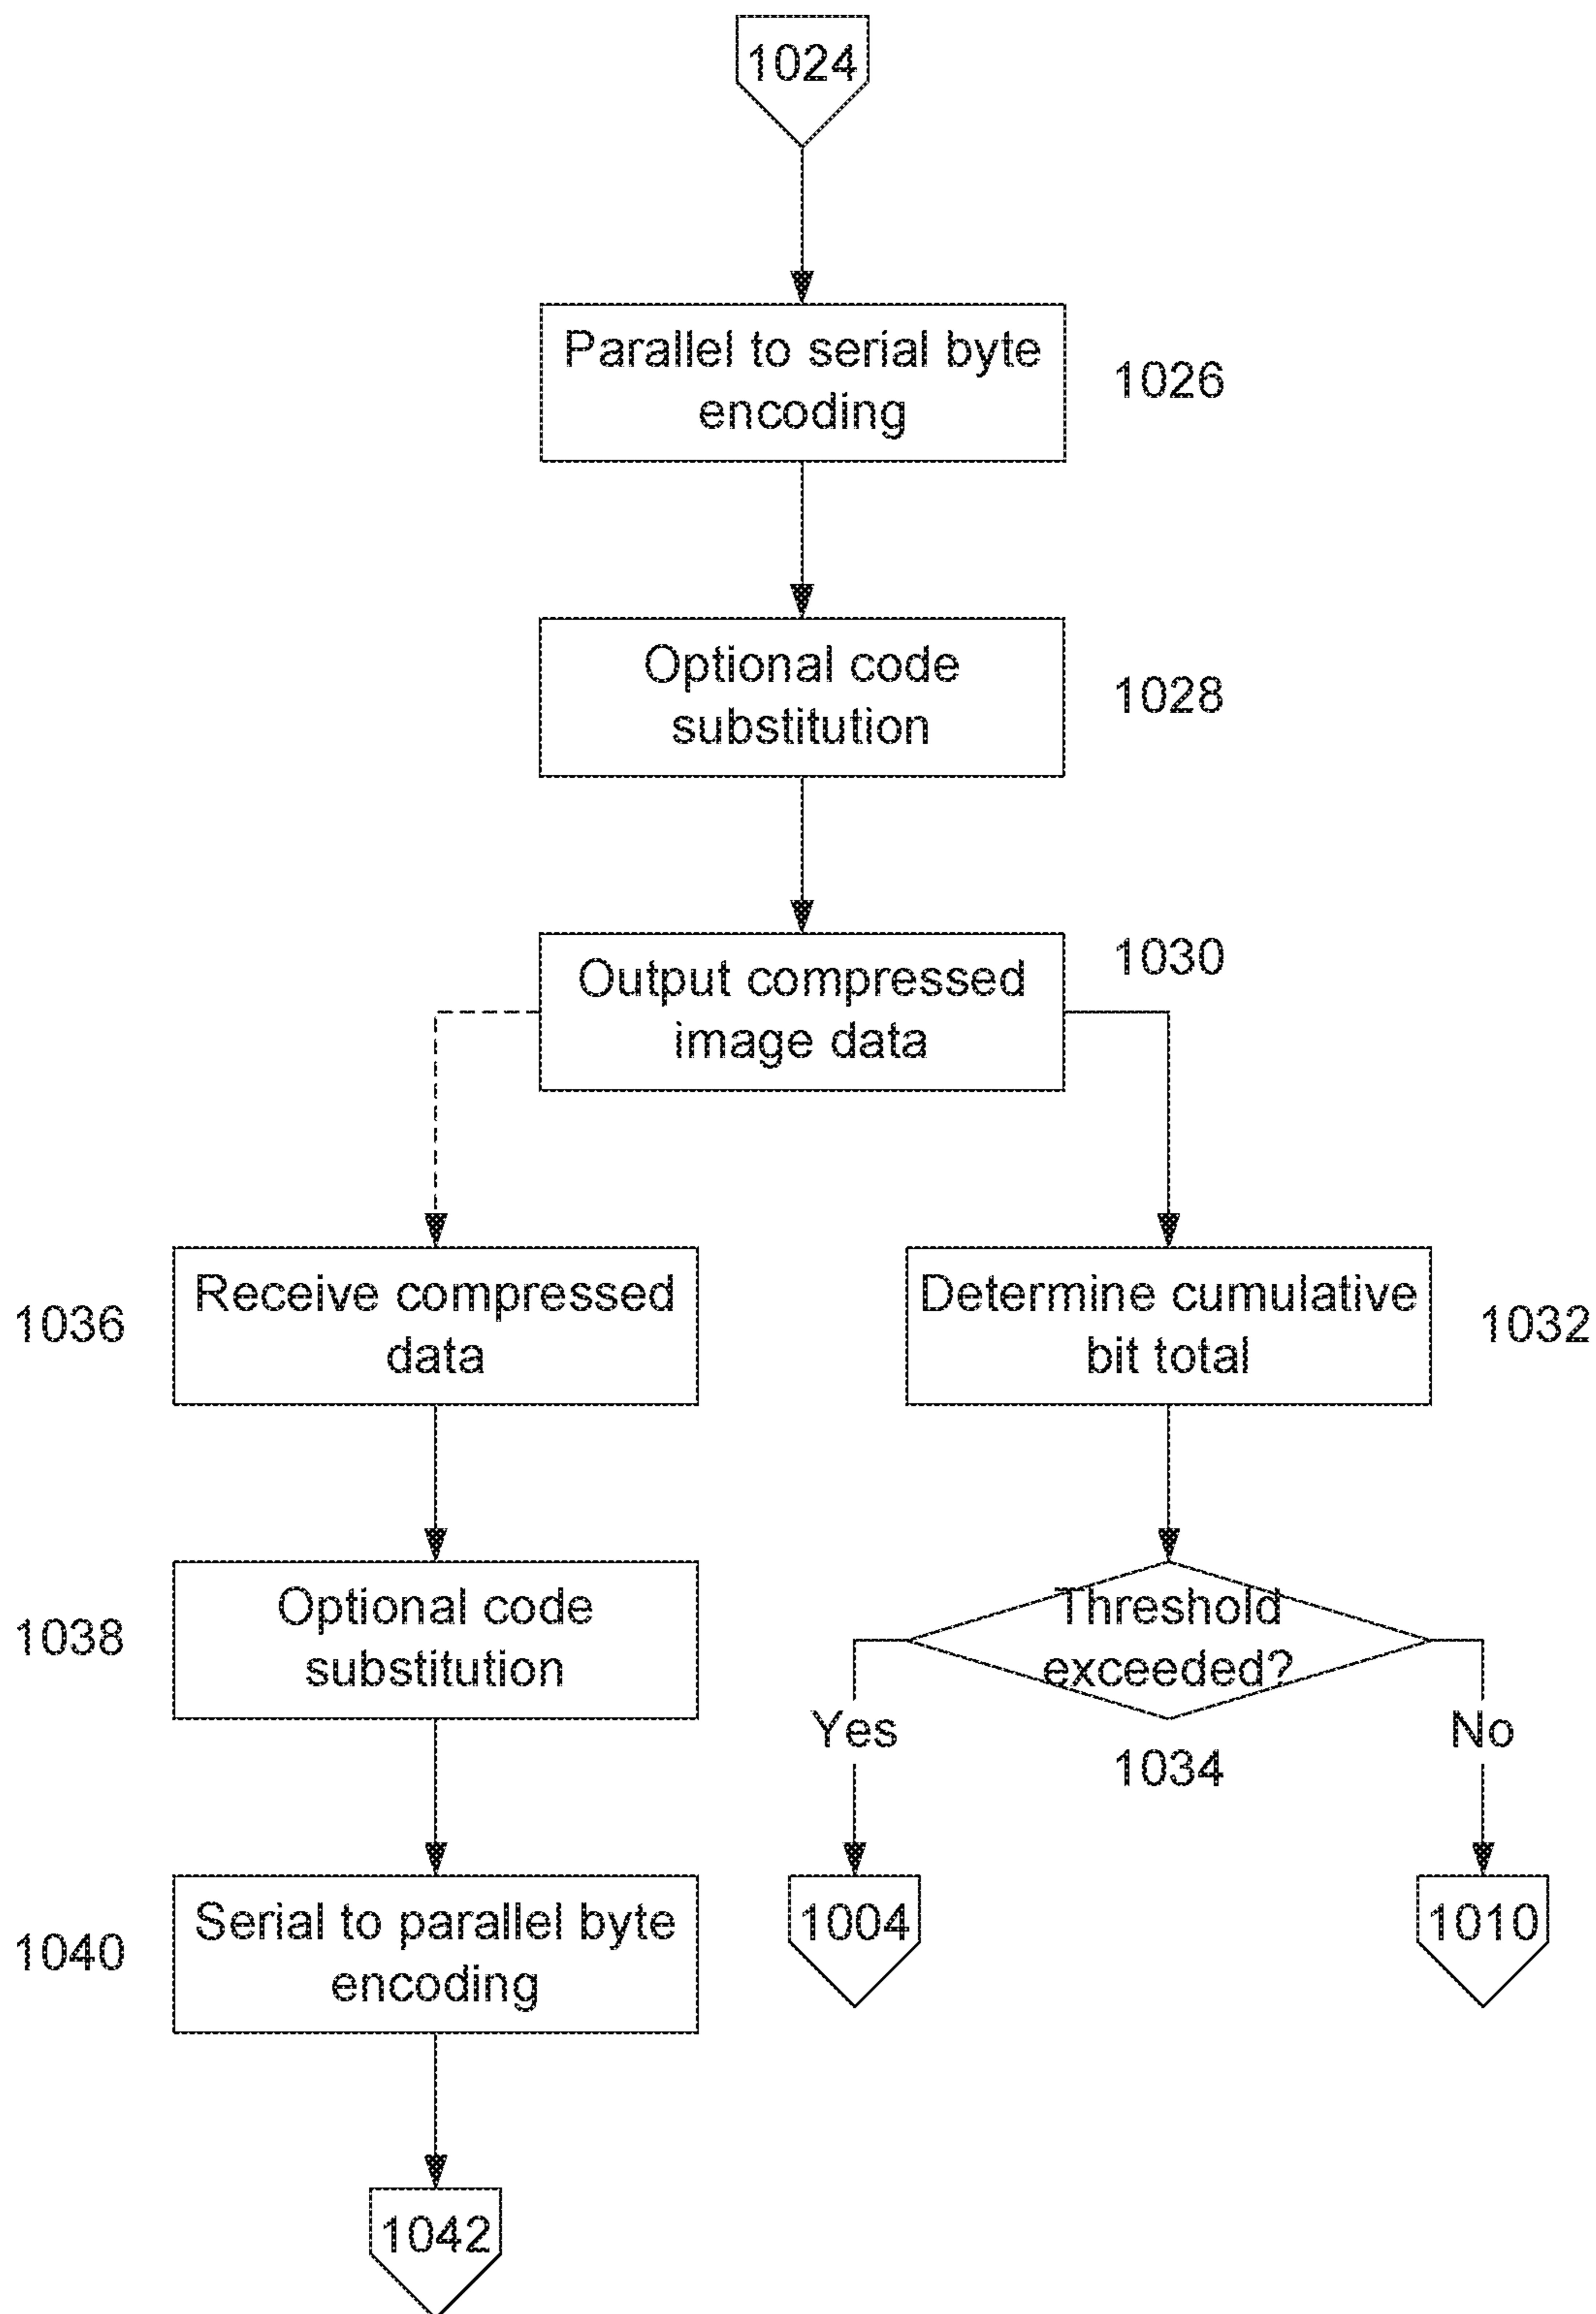 1024
Parallel to serial byte
encoding
1026
Optional code
substitution
1028
Output compressed
image data
1030
Receive compressed
data
1036
Determine cumulative
bit total
1032
Optional code
substitution
1038
Threshold
exceeded?
1034
Yes
No
Serial to parallel byte
encoding
1040
1004
1010
1042